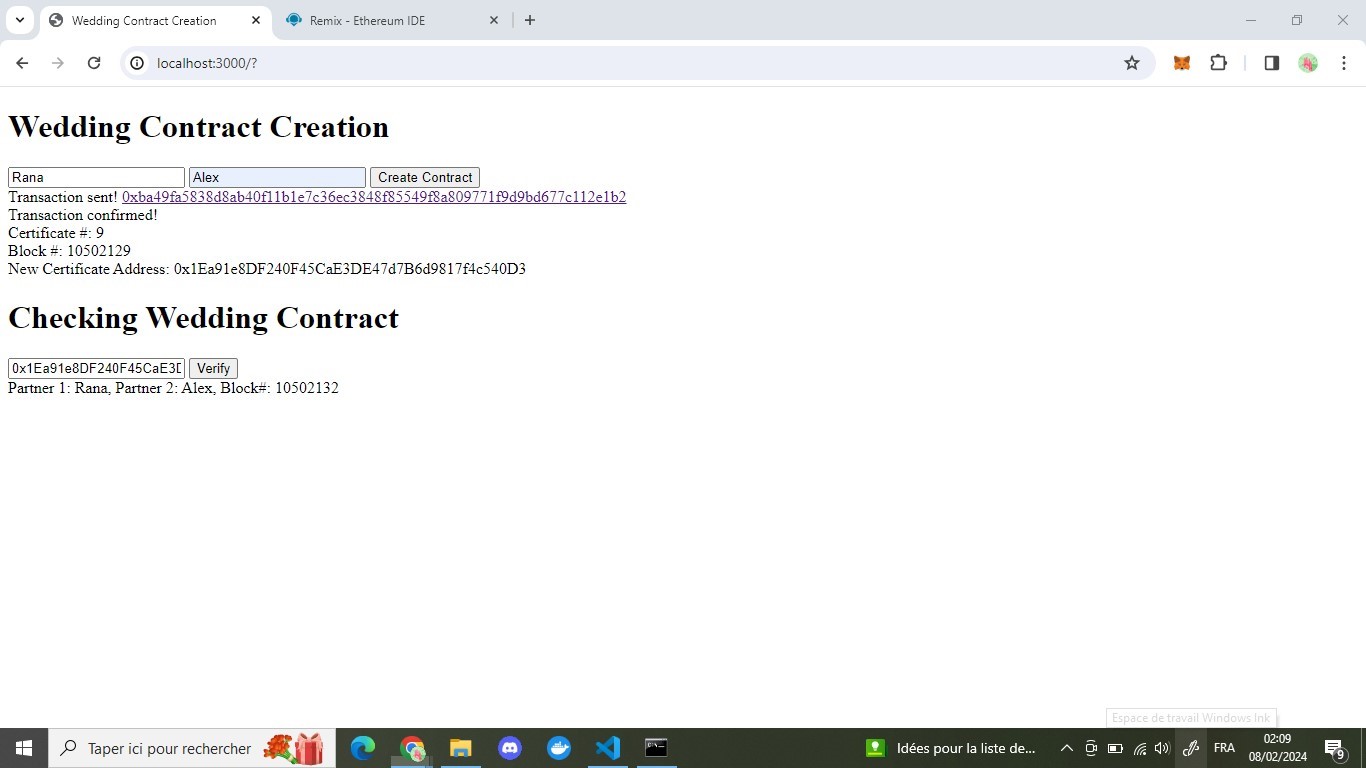 Wedding Contract Creation
Remix - Ethereum IDE
localhost:3000/?
Wedding Contract Creation
Rana Alex Create Contract
Transaction sent! 0xba49fa5838d8ab40f11b1e7c36ec3848f85549f8a809771f9d9bd677c112e1b2
Transaction confirmed!
Certificate #: 9
Block #: 10502129
New Certificate Address: 0x1Ea91e8DF240F45CaE3DE47d7B6d9817f4c540D3
Checking Wedding Contract
0x1Ea91e8DF240F45CaE3D Verify
Partner 1: Rana, Partner 2: Alex, Block#: 10502132
Espace de travail Windows Ink
Taper ici pour rechercher
Idées pour la liste de...
FRA
02:09
08/02/2024
9